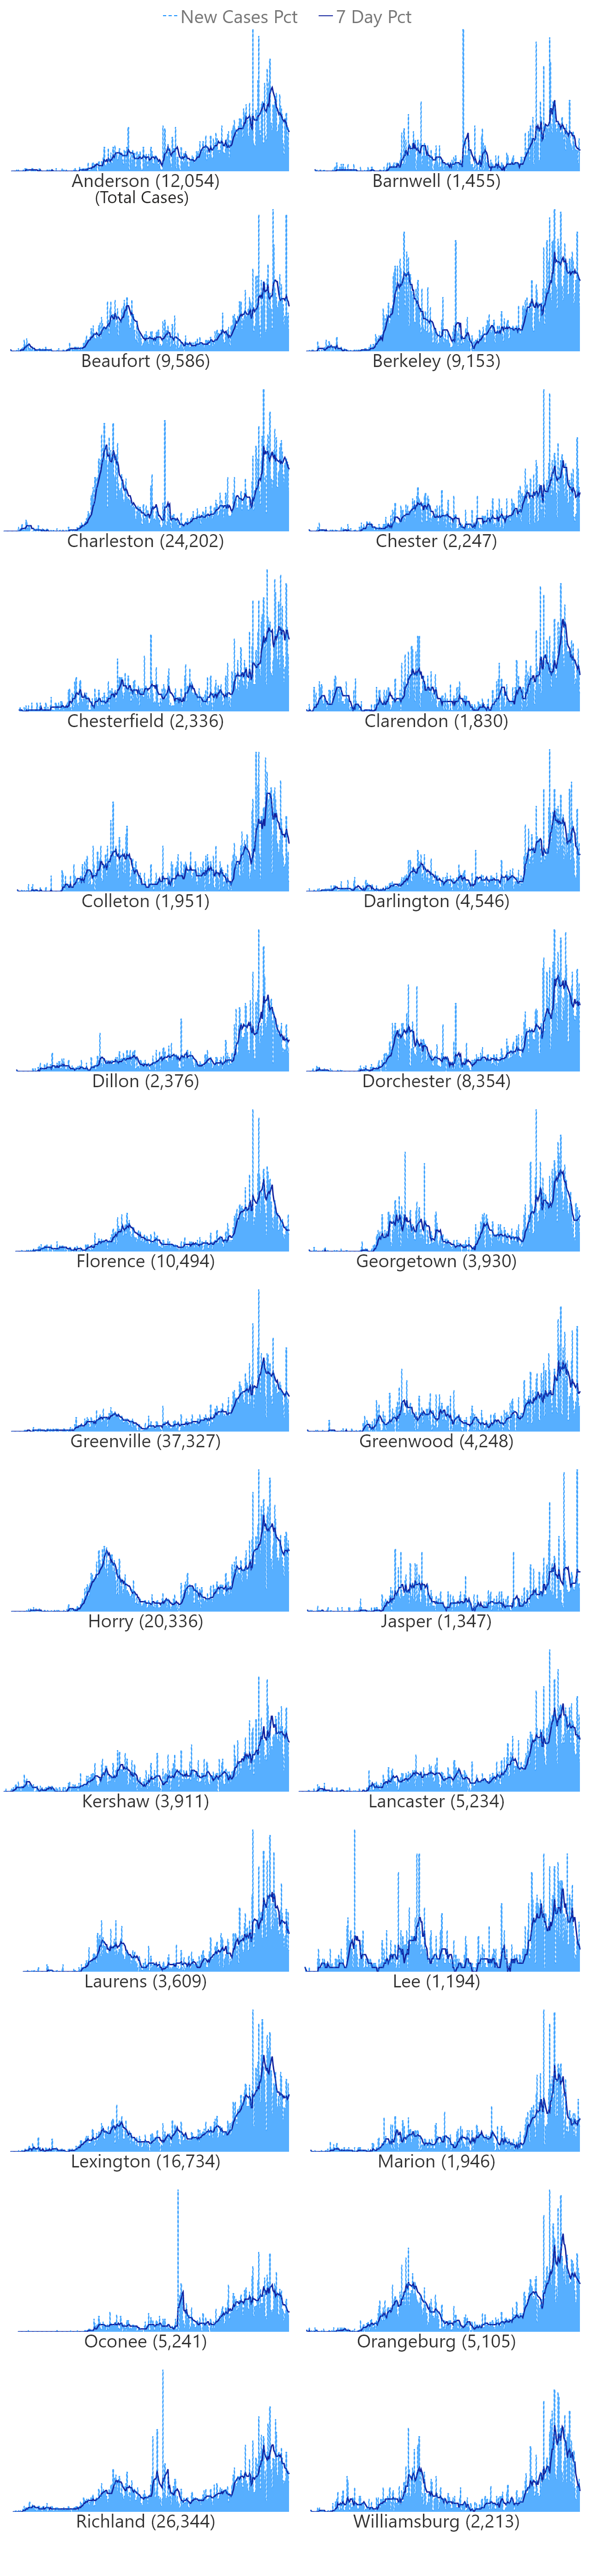 New Cases Pct 7 Day Pct
Anderson (12,054) Barnwell (1,455)
(Total Cases)
Beaufort (9,586) Berkeley (9,153)
Charleston (24,202) Chester (2,247)
Chesterfield (2,336) Clarendon (1,830)
Colleton (1,951) Darlington (4,546)
Dillon (2,376) Dorchester (8,354)
Florence (10,494) Georgetown (3,930)
Greenville (37,327) Greenwood (4,248)
Horry (20,336) Jasper (1,347)
Kershaw (3,911) Lancaster (5,234)
Laurens (3,609) Lee (1,194)
Lexington (16,734) Marion (1,946)
Oconee (5,241) Orangeburg (5,105)
Richland (26,344) Williamsburg (2,213)